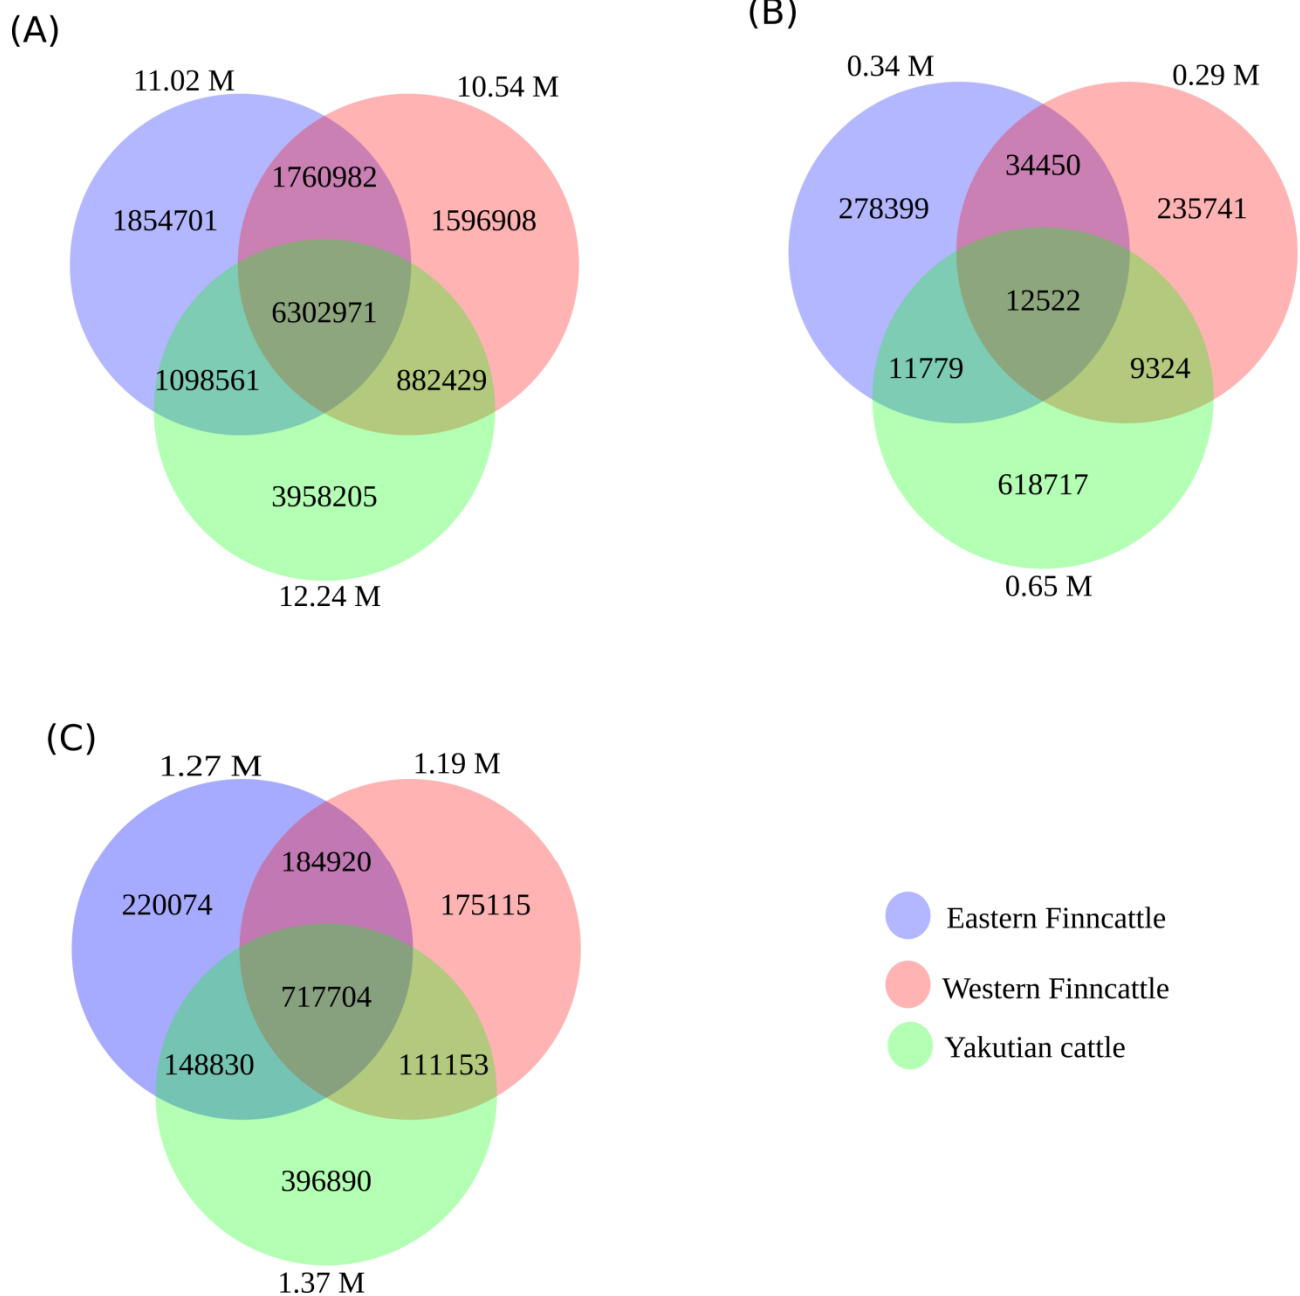 (A)
11.02 M
10.54 M
1760982
1854701
1596908
6302971
1098561
882429
3958205
12.24 M
(B)
0.34 M
0.29 M
34450
278399
235741
12522
11779
9324
618717
0.65 M
(C)
1.27 M
1.19 M
184920
220074
175115
717704
148830
111153
396890
1.37 M
Eastern Finncattle
Western Finncattle
Yakutian cattle